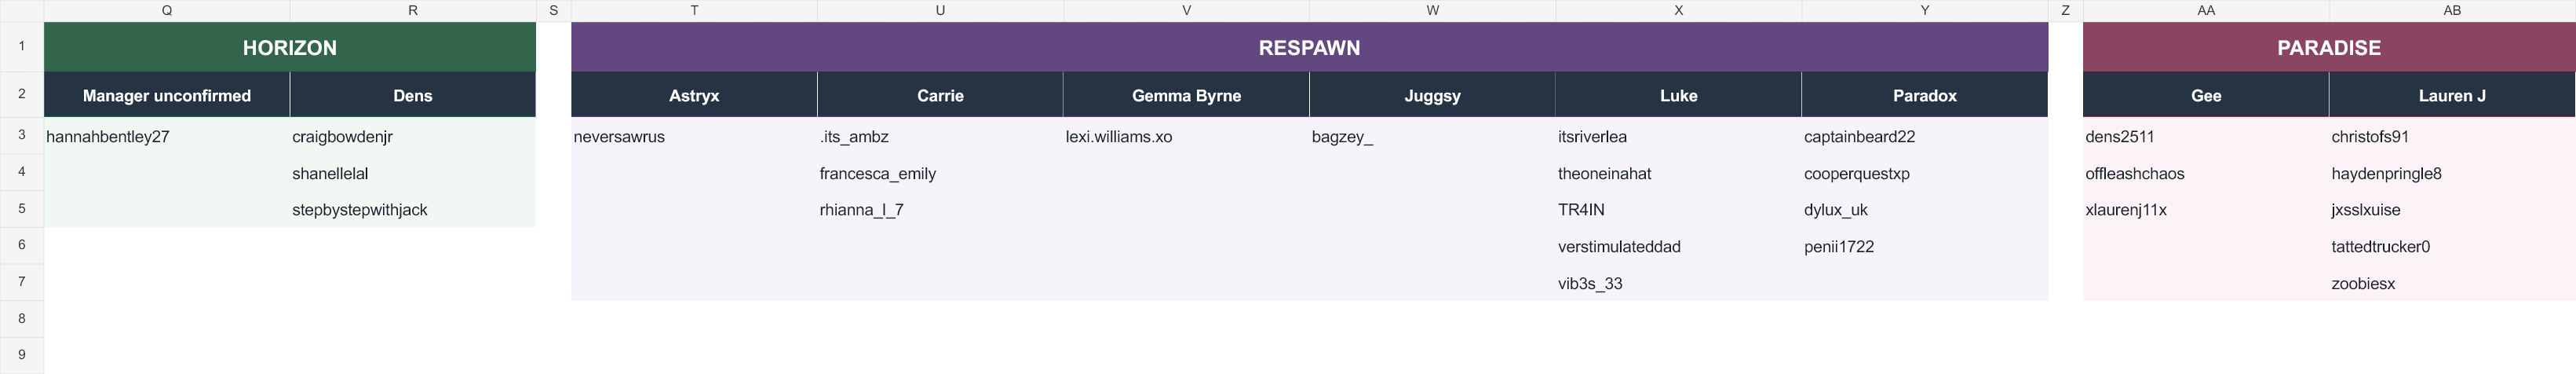 Q R S T U V W X Y Z AA AB
1 HORIZON RESPAWN PARADISE
2 Manager unconfirmed Dens Astryx Carrie Gemma Byrne Juggsy Luke Paradox Gee Lauren J
3 hannahbentley27 craigbowdenjr neversawrus .its_ambz lexi.williams.xo bagzey_ itsriverlea captainbeard22 dens2511 christofs91
4 shanellelal francesca_emily theoneinahat cooperquestxp offleashchaos haydenpringle8
5 stepbystepwithjack rhianna_l_7 TR4IN dylux_uk xlaurenj11x jxsslxuise
6 verstimulateddad penii1722 tattedtrucker0
7 vib3s_33 zoobiesx
8
9